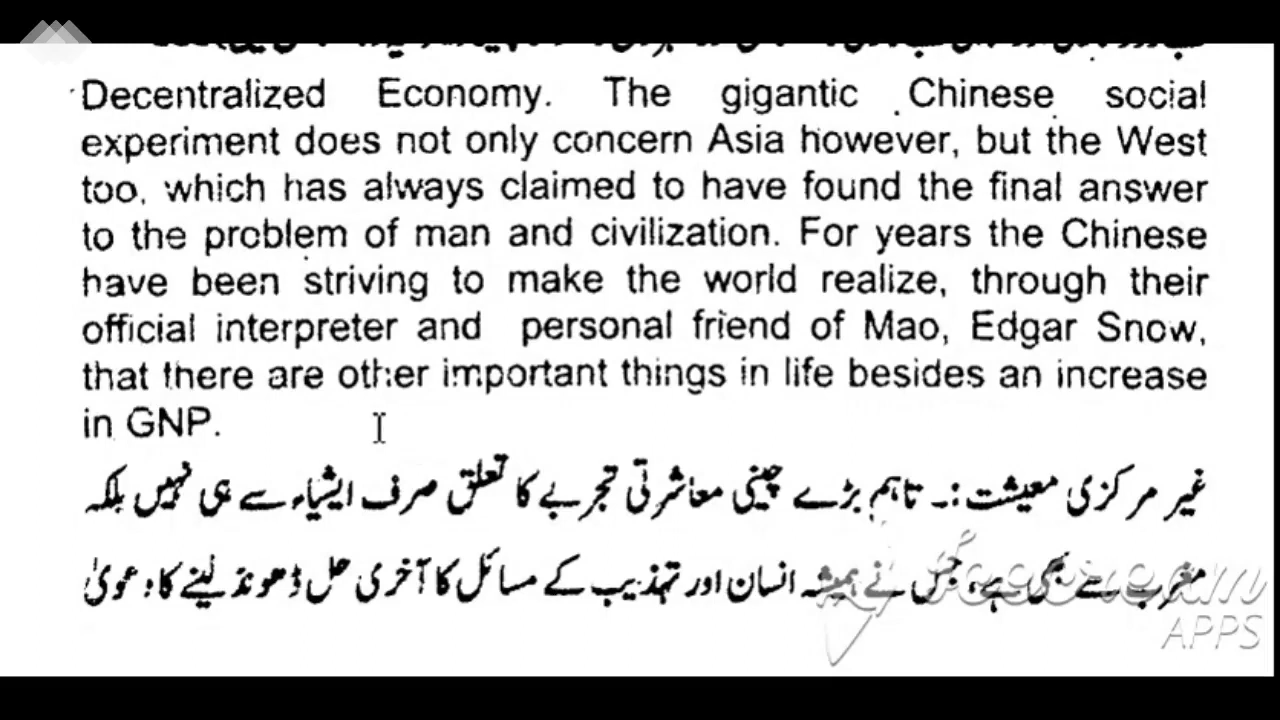 Decentralized Economy. The gigantic Chinese social
experiment does not only concern Asia however, but the West
too, which has always claimed to have found the final answer
to the problem of man and civilization. For years the Chinese
have been striving to make the world realize, through their
official interpreter and personal friend of Mao, Edgar Snow,
that there are other important things in life besides an increase
in GNP.
غیر مرکزی معیشت:۔ تاہم بڑے چینی معاشرتی تجربے کا تعلق صرف ایشیاء سے ہی نہیں بلکہ
مغرب سے بھی ہے، جس نے ہمیشہ انسان اور تہذیب کے مسائل کا آخری حل ڈھونڈ لینے کا دعویٰ
APPS